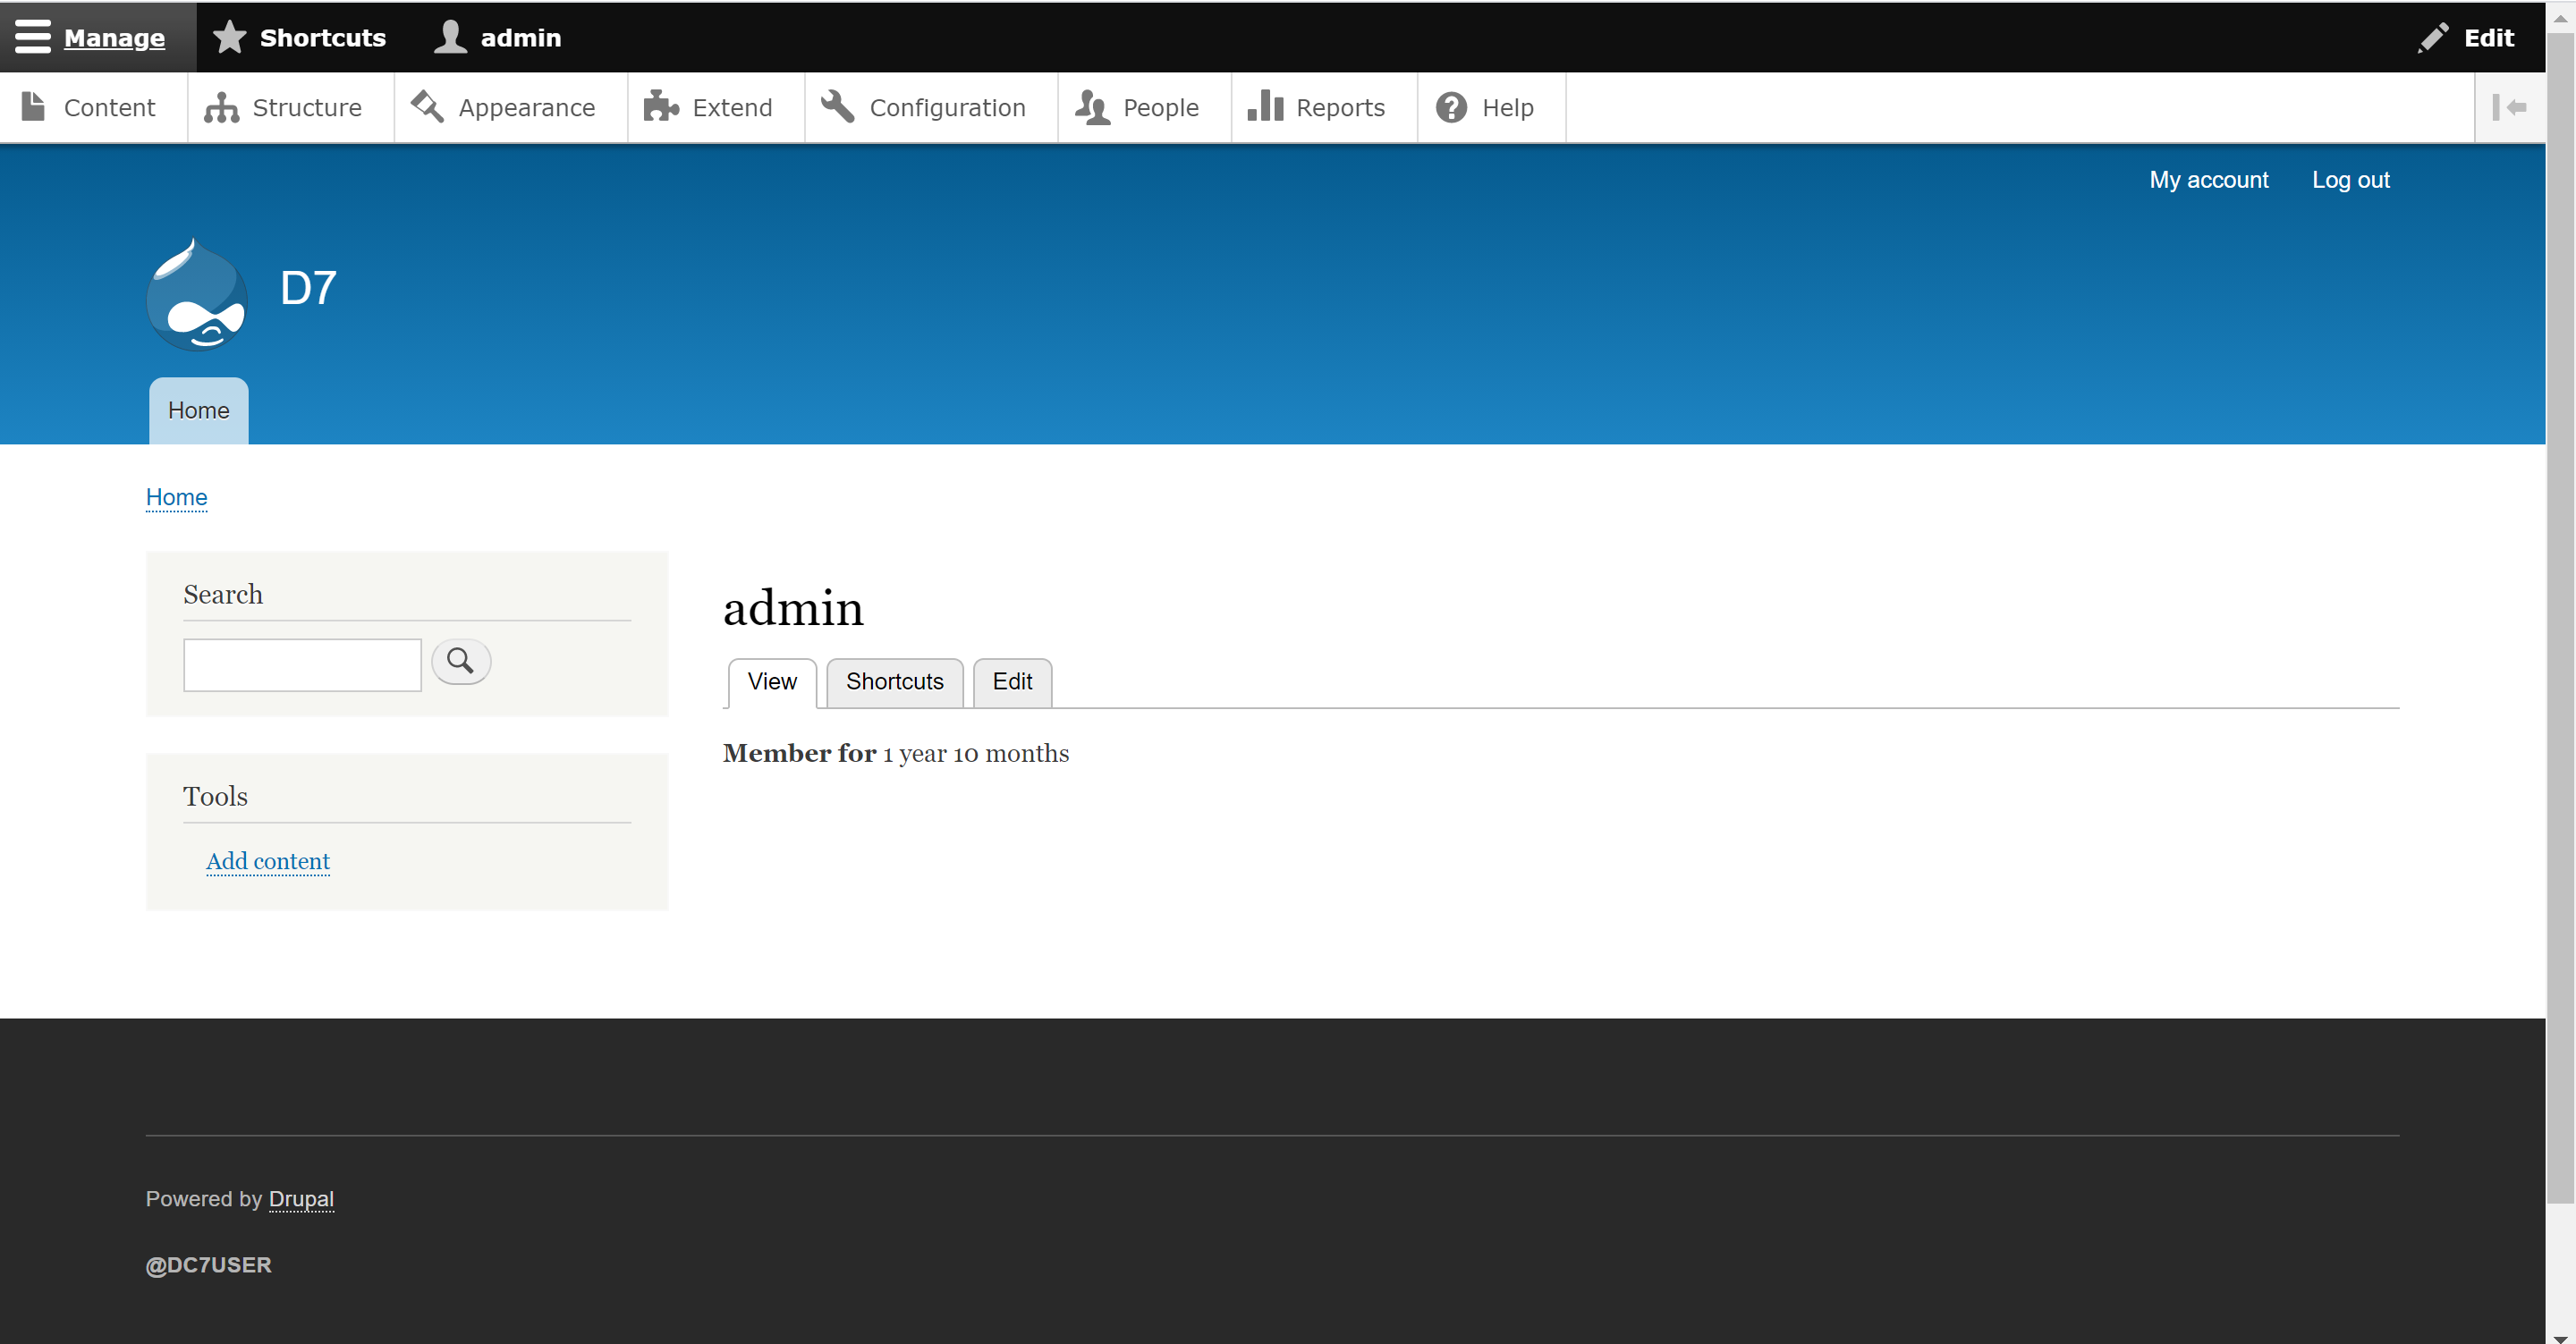 Manage Shortcuts admin Edit
Content Structure Appearance Extend Configuration People Reports Help
My account Log out
D7
Home
Home
Search
admin
View Shortcuts Edit
Member for 1 year 10 months
Tools
Add content
Powered by Drupal
@DC7USER